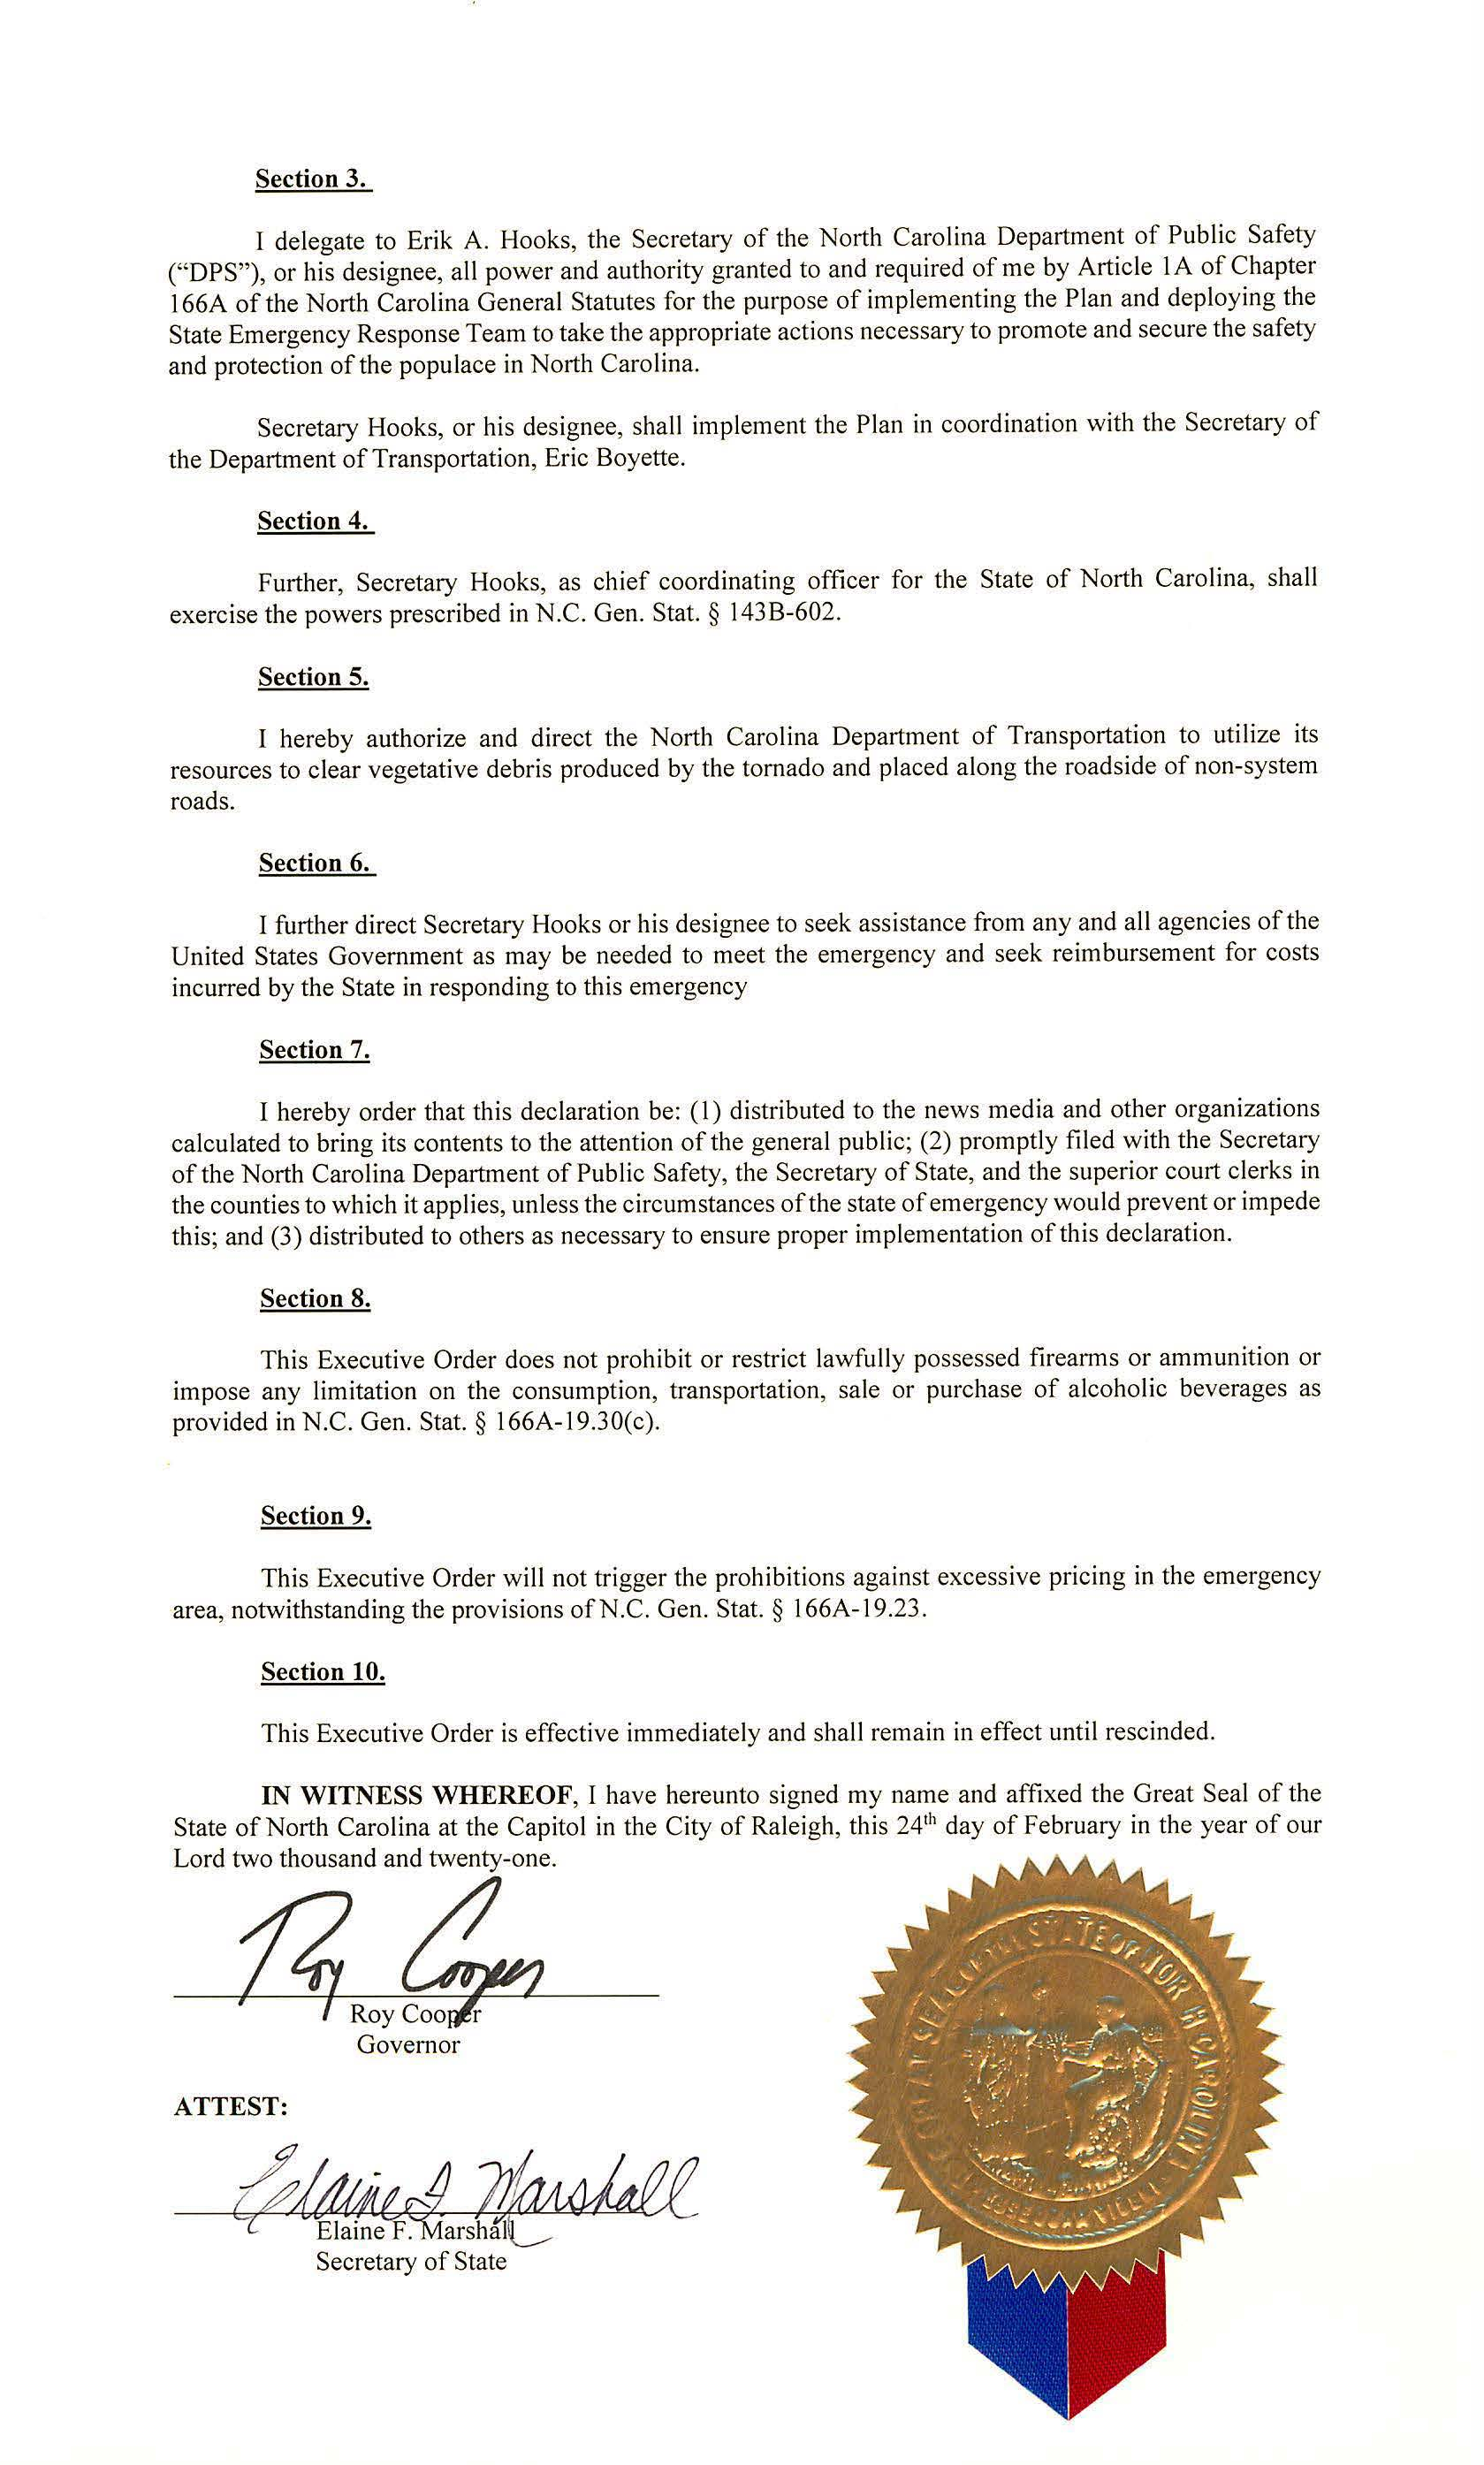 Section 3.
I delegate to Erik A. Hooks, the Secretary of the North Carolina Department of Public Safety
(“DPS”), or his designee, all power and authority granted to and required of me by Article 1A of Chapter
166A of the North Carolina General Statutes for the purpose of implementing the Plan and deploying the
State Emergency Response Team to take the appropriate actions necessary to promote and secure the safety
and protection of the populace in North Carolina.
Secretary Hooks, or his designee, shall implement the Plan in coordination with the Secretary of
the Department of Transportation, Eric Boyette.
Section 4.
Further, Secretary Hooks, as chief coordinating officer for the State of North Carolina, shall
exercise the powers prescribed in N.C. Gen. Stat. § 143B-602.
Section 5.
I hereby authorize and direct the North Carolina Department of Transportation to utilize its
resources to clear vegetative debris produced by the tornado and placed along the roadside of non-system
roads.
Section 6.
I further direct Secretary Hooks or his designee to seek assistance from any and all agencies of the
United States Government as may be needed to meet the emergency and seek reimbursement for costs
incurred by the State in responding to this emergency
Section 7.
I hereby order that this declaration be: (1) distributed to the news media and other organizations
calculated to bring its contents to the attention of the general public; (2) promptly filed with the Secretary
of the North Carolina Department of Public Safety, the Secretary of State, and the superior court clerks in
the counties to which it applies, unless the circumstances of the state of emergency would prevent or impede
this; and (3) distributed to others as necessary to ensure proper implementation of this declaration.
Section 8.
This Executive Order does not prohibit or restrict lawfully possessed firearms or ammunition or
impose any limitation on the consumption, transportation, sale or purchase of alcoholic beverages as
provided in N.C. Gen. Stat. § 166A-19.30(c).
Section 9.
This Executive Order will not trigger the prohibitions against excessive pricing in the emergency
area, notwithstanding the provisions of N.C. Gen. Stat. § 166A-19.23.
Section 10.
This Executive Order is effective immediately and shall remain in effect until rescinded.
IN WITNESS WHEREOF, I have hereunto signed my name and affixed the Great Seal of the
State of North Carolina at the Capitol in the City of Raleigh, this 24th day of February in the year of our
Lord two thousand and twenty-one.
Roy Cooper
Roy Cooper
Governor
ATTEST:
Elaine F. Marshall
Elaine F. Marshall
Secretary of State
STATE OF NORTH CAROLINA